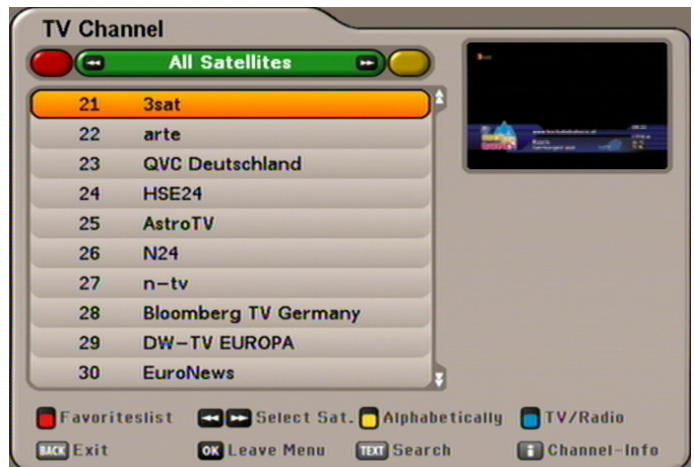 TV Channel
All Satellites
21 3sat
22 arte
23 QVC Deutschland
24 HSE24
25 AstroTV
26 N24
27 n-tv
28 Bloomberg TV Germany
29 DW-TV EUROPA
30 EuroNews
Favoriteslist Select Sat. Alphabetically TV/Radio
BACK Exit OK Leave Menu TEXT Search i Channel-Info